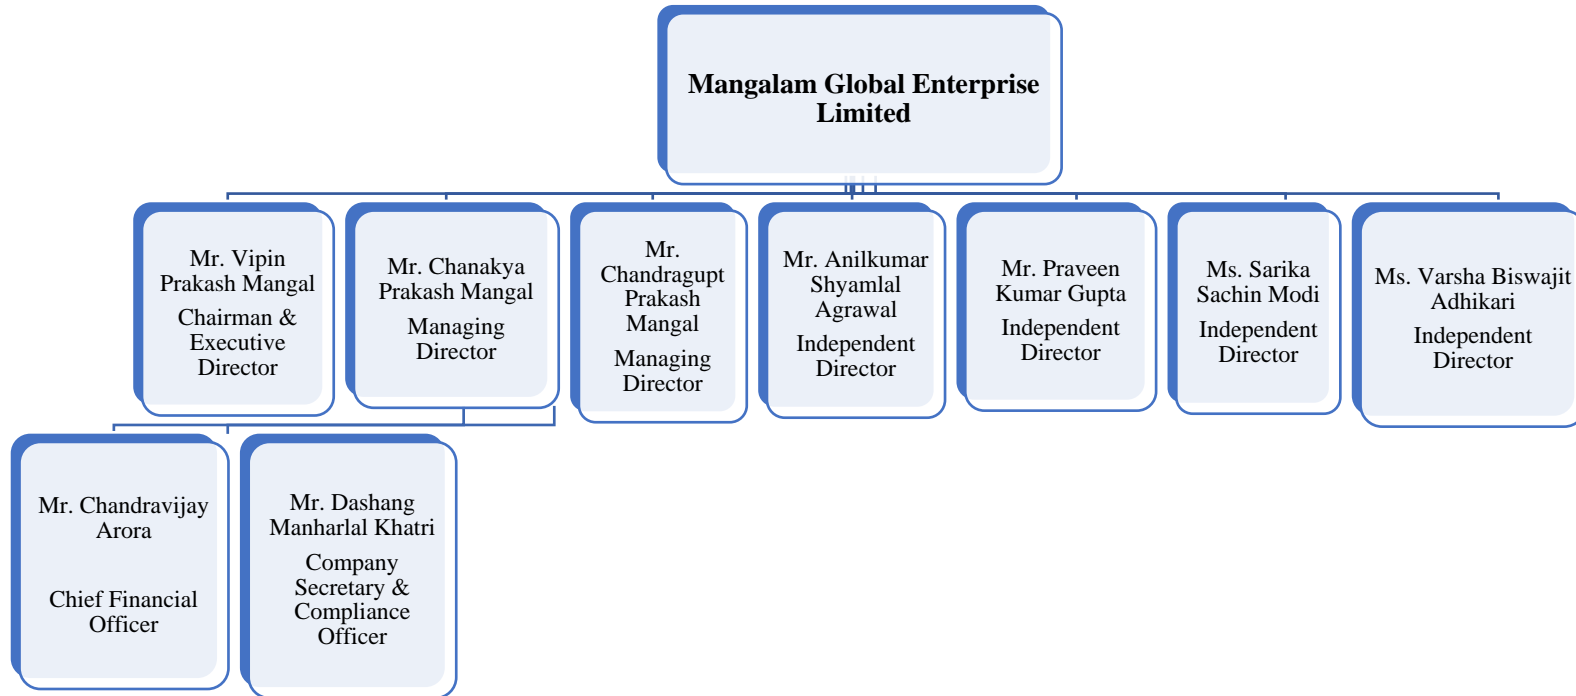 Mangalam Global Enterprise
Limited
Mr. Vipin
Prakash Mangal
Chairman &
Executive
Director
Mr. Chanakya
Prakash Mangal
Managing
Director
Mr.
Chandragupt
Prakash
Mangal
Managing
Director
Mr. Anilkumar
Shyamlal
Agrawal
Independent
Director
Mr. Praveen
Kumar Gupta
Independent
Director
Ms. Sarika
Sachin Modi
Independent
Director
Ms. Varsha Biswajit
Adhikari
Independent
Director
Mr. Chandravijay
Arora
Chief Financial
Officer
Mr. Dashang
Manharlal Khatri
Company
Secretary &
Compliance
Officer